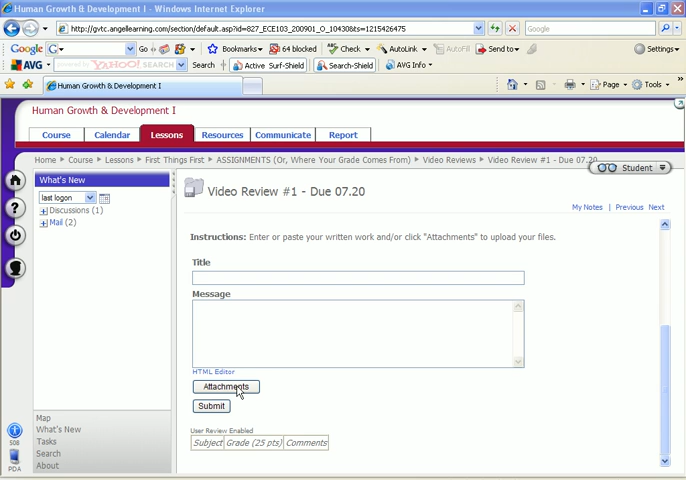 Human Growth & Development I - Windows Internet Explorer
http://gvtc.angellearning.com/section/default.asp?id=827_ECE103_200901_O_10430&ts=1215426475
Google
Google G Go Bookmarks 64 blocked Check AutoLink AutoFill Send to Settings
AVG powered by YAHOO! SEARCH Search Active Surf-Shield Search-Shield AVG Info
Human Growth & Development I Page Tools
Human Growth & Development I
Course Calendar Lessons Resources Communicate Report
Home Course Lessons First Things First ASSIGNMENTS (Or, Where Your Grade Comes From) Video Reviews Video Review #1 - Due 07.20
Student
What's New
last logon
Discussions (1)
Mail (2)
Video Review #1 - Due 07.20
My Notes | Previous Next
Instructions: Enter or paste your written work and/or click "Attachments" to upload your files.
Title
Message
HTML Editor
Attachments
Submit
User Review Enabled
Subject Grade (25 pts) Comments
Map
What's New
Tasks
Search
About
508
PDA